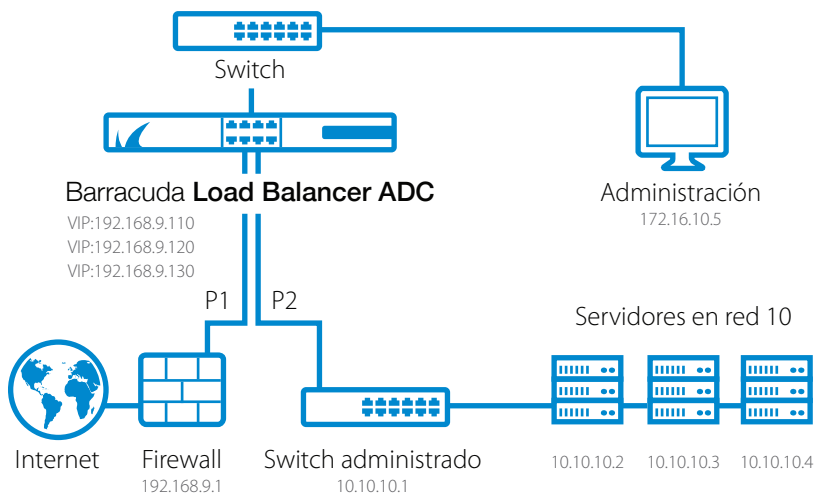 Switch
Barracuda Load Balancer ADC
VIP:192.168.9.110
VIP:192.168.9.120
VIP:192.168.9.130
Administración
172.16.10.5
P1
P2
Servidores en red 10
Internet
Firewall
192.168.9.1
Switch administrado
10.10.10.1
10.10.10.2
10.10.10.3
10.10.10.4